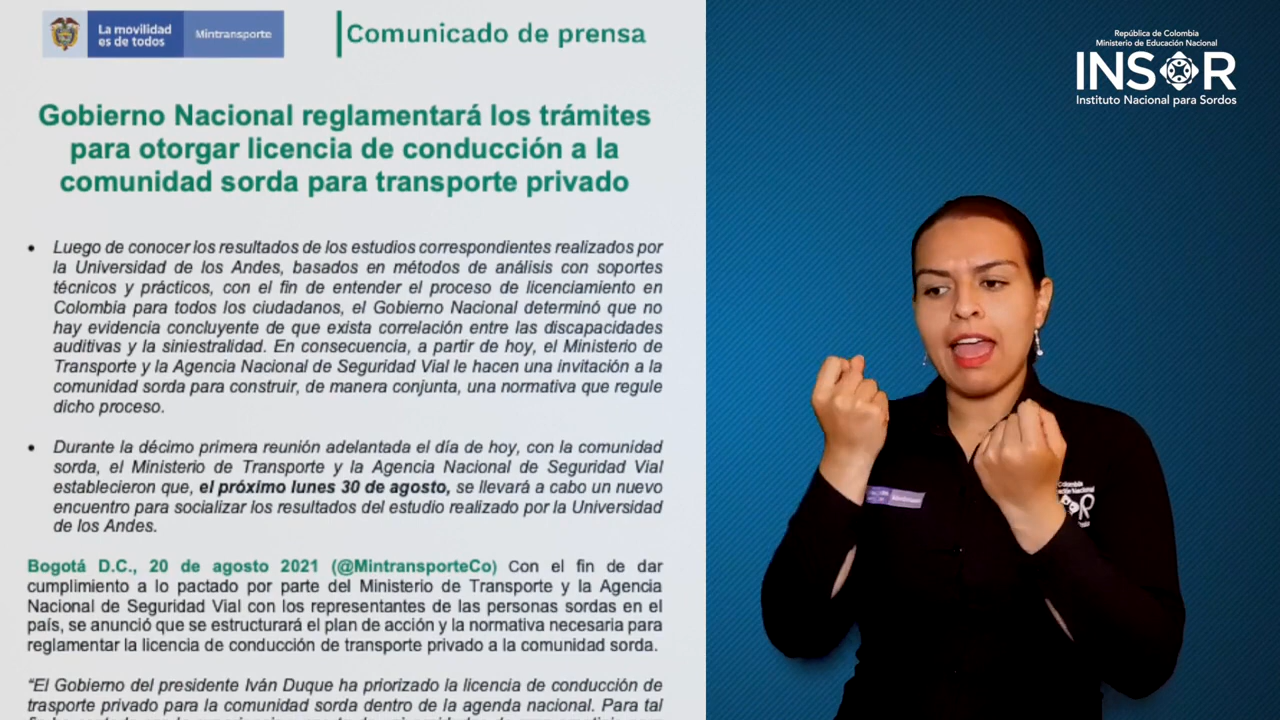 La movilidad
es de todos
Mintransporte
Comunicado de prensa
Gobierno Nacional reglamentará los trámites
para otorgar licencia de conducción a la
comunidad sorda para transporte privado
• Luego de conocer los resultados de los estudios correspondientes realizados por
la Universidad de los Andes, basados en métodos de análisis con soportes
técnicos y prácticos, con el fin de entender el proceso de licenciamiento en
Colombia para todos los ciudadanos, el Gobierno Nacional determinó que no
hay evidencia concluyente de que exista correlación entre las discapacidades
auditivas y la siniestralidad. En consecuencia, a partir de hoy, el Ministerio de
Transporte y la Agencia Nacional de Seguridad Vial le hacen una invitación a la
comunidad sorda para construir, de manera conjunta, una normativa que regule
dicho proceso.
• Durante la décimo primera reunión adelantada el día de hoy, con la comunidad
sorda, el Ministerio de Transporte y la Agencia Nacional de Seguridad Vial
establecieron que, el próximo lunes 30 de agosto, se llevará a cabo un nuevo
encuentro para socializar los resultados del estudio realizado por la Universidad
de los Andes.
Bogotá D.C., 20 de agosto 2021 (@MintransporteCo) Con el fin de dar
cumplimiento a lo pactado por parte del Ministerio de Transporte y la Agencia
Nacional de Seguridad Vial con los representantes de las personas sordas en el
país, se anunció que se estructurará el plan de acción y la normativa necesaria para
reglamentar la licencia de conducción de transporte privado a la comunidad sorda.
“El Gobierno del presidente Iván Duque ha priorizado la licencia de conducción de
trasporte privado para la comunidad sorda dentro de la agenda nacional. Para tal
República de Colombia
Ministerio de Educación Nacional
INSOR
Instituto Nacional para Sordos